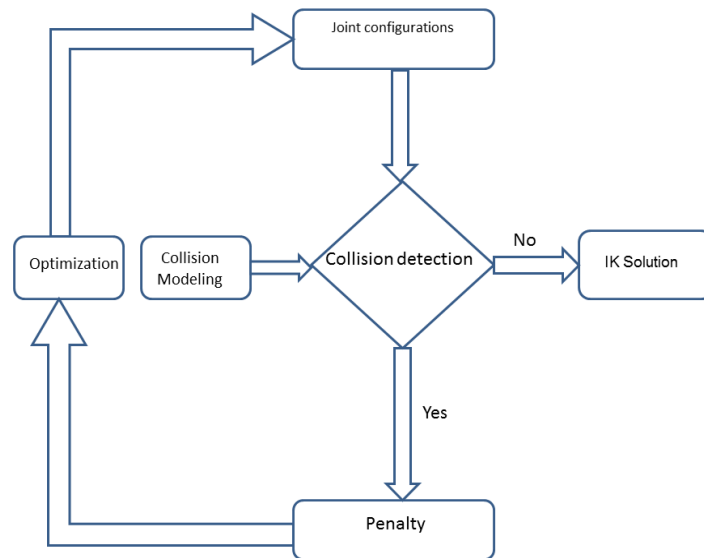 Joint configurations
No
Optimization
Collision
Modeling
Collision detection
IK Solution
Yes
Penalty